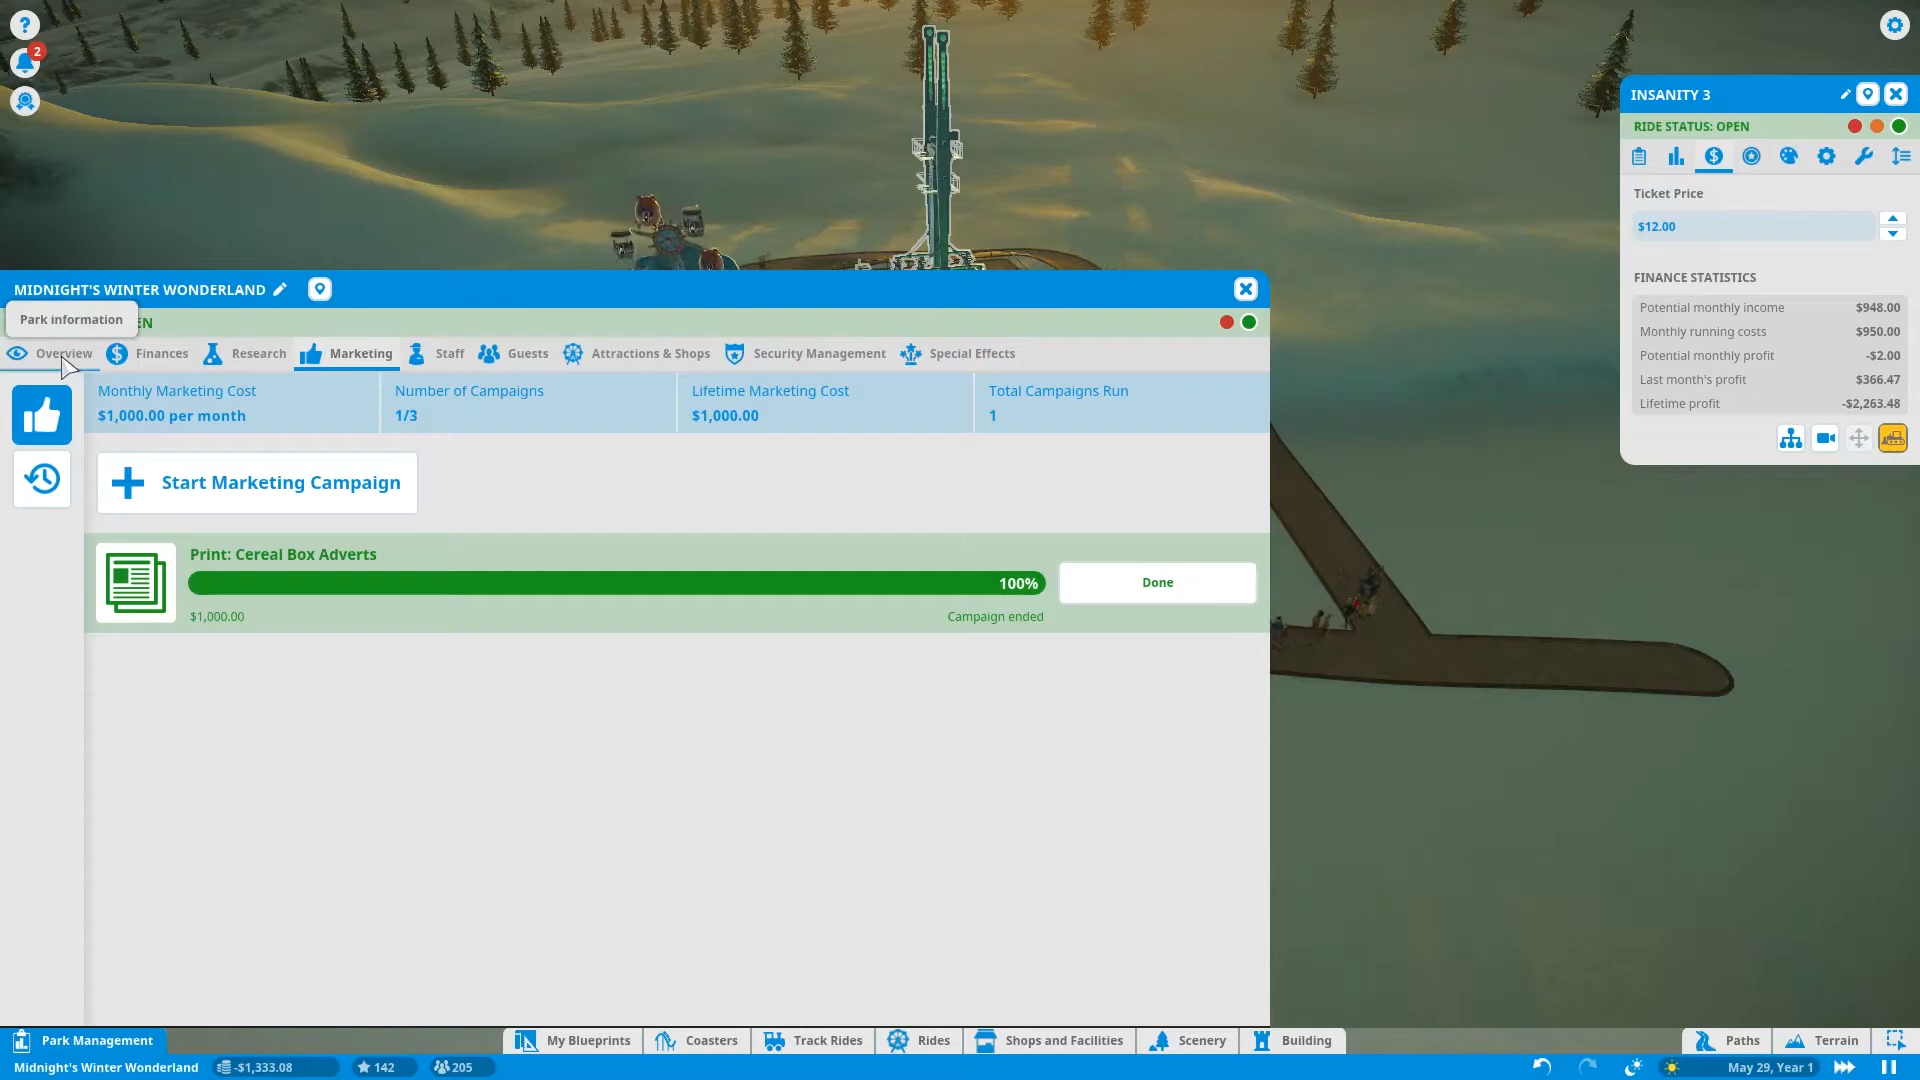 ?
2
INSANITY 3
RIDE STATUS: OPEN
Ticket Price
$12.00
FINANCE STATISTICS
Potential monthly income $948.00
Monthly running costs $950.00
Potential monthly profit -$2.00
Last month's profit $366.47
Lifetime profit -$2,263.48
MIDNIGHT'S WINTER WONDERLAND
Park information
EN
Overview Finances Research Marketing Staff Guests Attractions & Shops Security Management Special Effects
Monthly Marketing Cost Number of Campaigns Lifetime Marketing Cost Total Campaigns Run
$1,000.00 per month 1/3 $1,000.00 1
Start Marketing Campaign
Print: Cereal Box Adverts
100%
Done
$1,000.00 Campaign ended
Park Management My Blueprints Coasters Track Rides Rides Shops and Facilities Scenery Building Paths Terrain
Midnight's Winter Wonderland -$1,333.08 142 205 May 29, Year 1